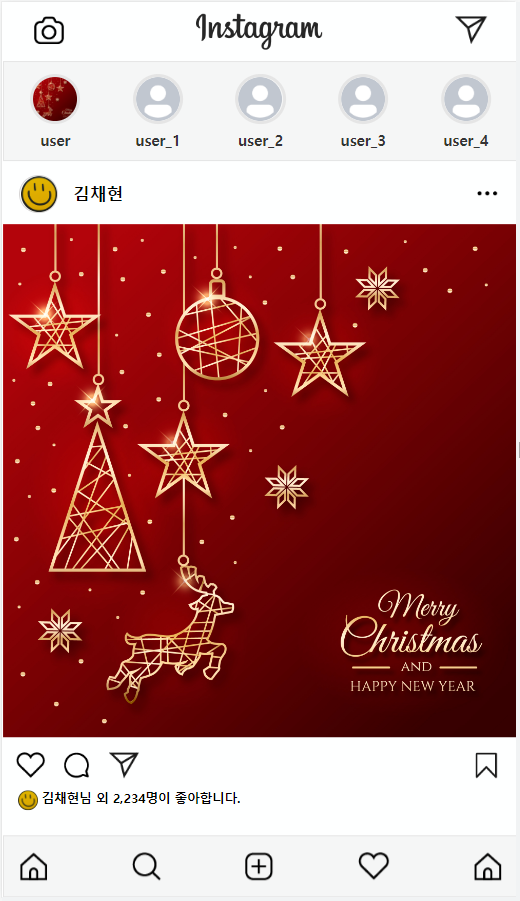 Instagram
user
user_1
user_2
user_3
user_4
김채현
Merry
Christmas
AND
HAPPY NEW YEAR
김채현님 외 2,234명이 좋아합니다.